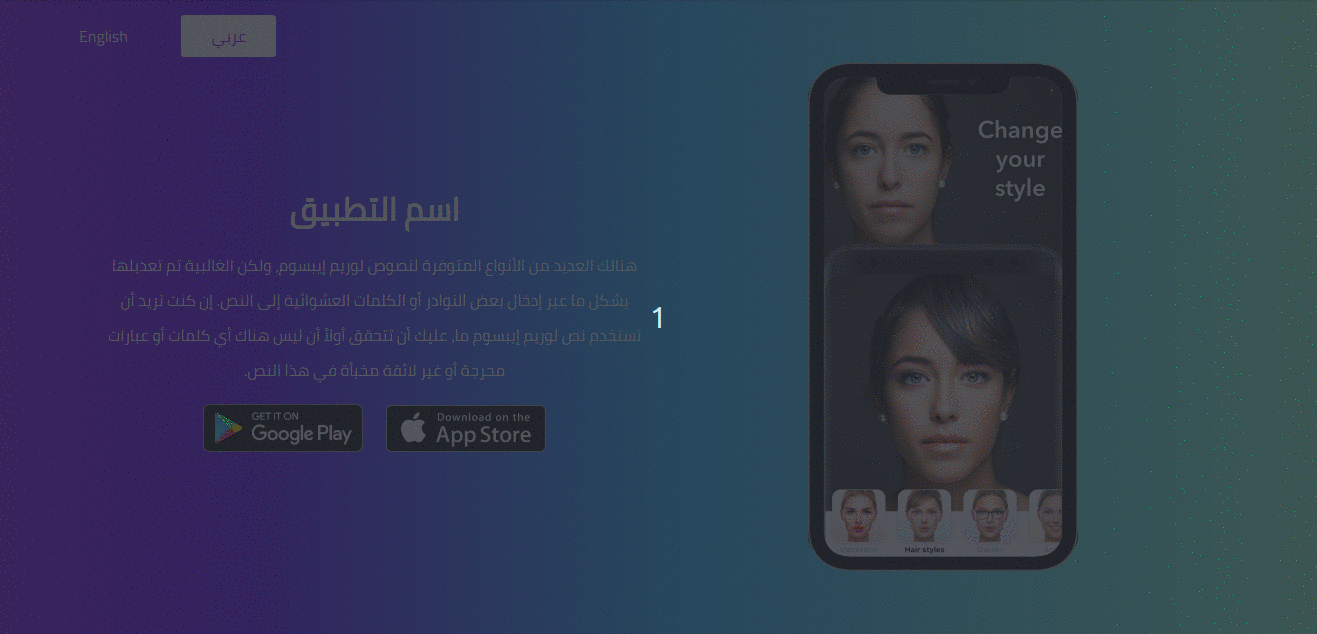 English
عربي
Change
your
style
اسم التطبيق
هنالك العديد من الأنواع المتوفرة لنصوص لوريم إيبسوم، ولكن الغالبية تم تعديلها
بشكل ما عبر إدخال بعض النوادر أو الكلمات العشوائية إلى النص. إن كنت تريد أن
تستخدم نص لوريم إيبسوم ما، عليك أن تتحقق أولاً أن ليس هناك أي كلمات أو عبارات
محرجة أو غير لائقة مخبأة في هذا النص.
1
GET IT ON
Google Play
Download on the
App Store
Hair styles